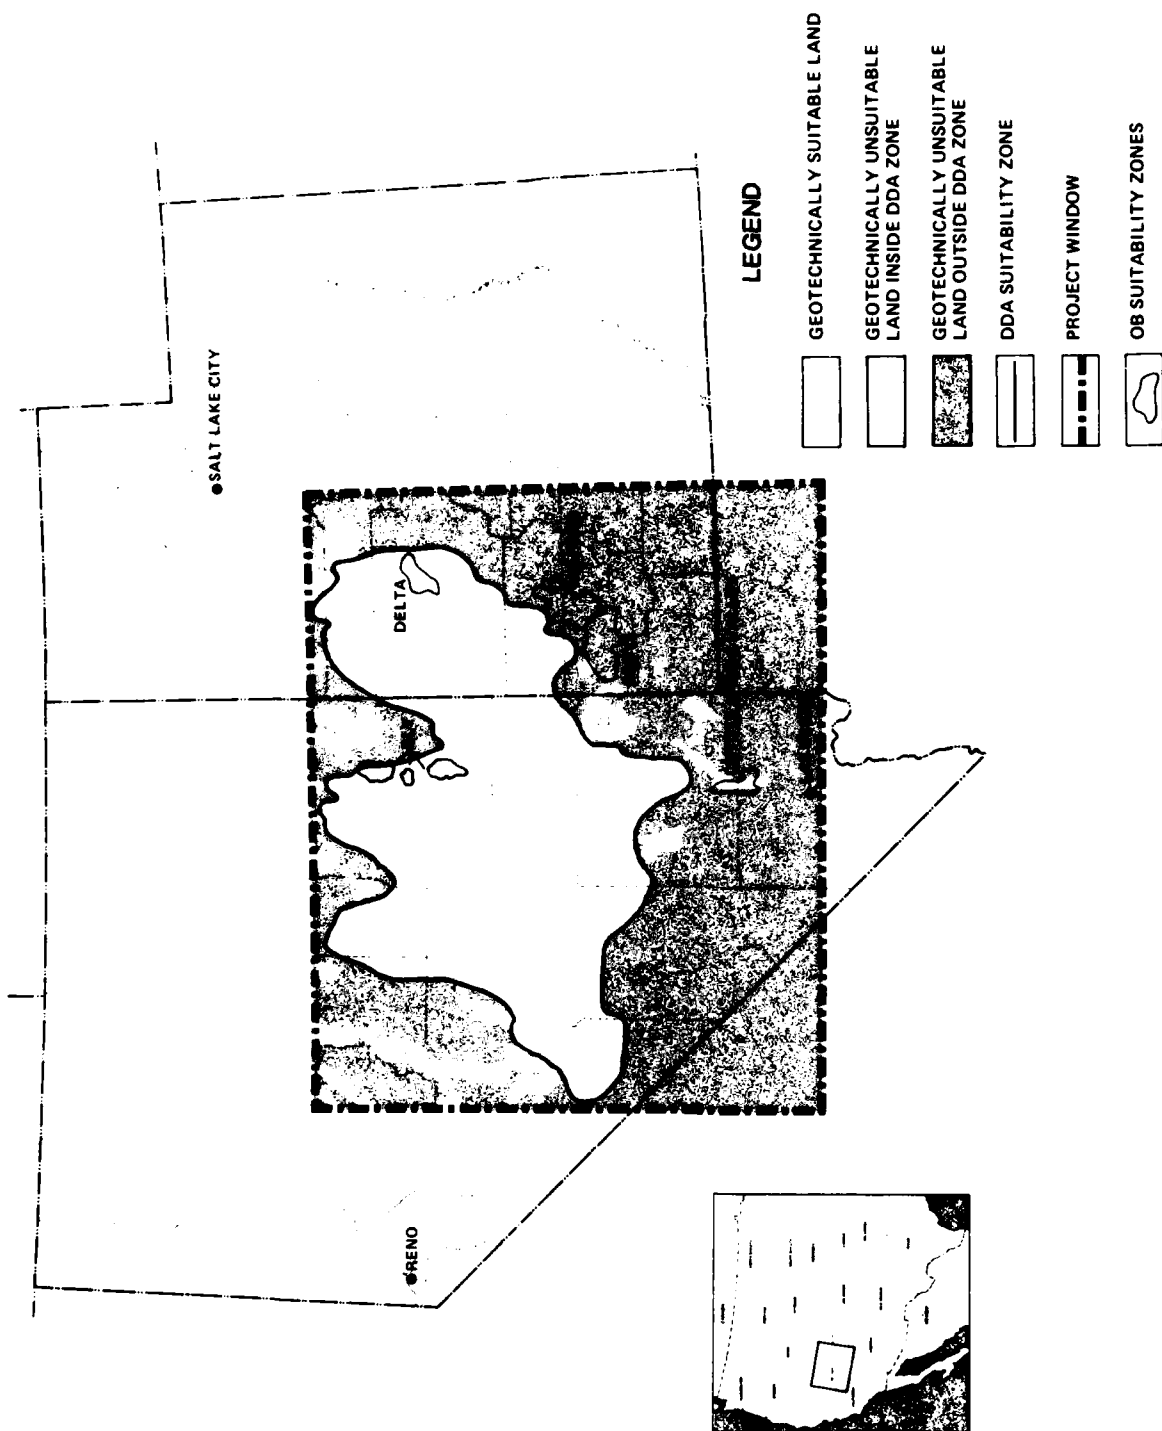 SALT LAKE CITY
DELTA
RENO
LEGEND
GEOTECHNICALLY SUITABLE LAND
GEOTECHNICALLY UNSUITABLE
LAND INSIDE DDA ZONE
GEOTECHNICALLY UNSUITABLE
LAND OUTSIDE DDA ZONE
DDA SUITABILITY ZONE
PROJECT WINDOW
OB SUITABILITY ZONES